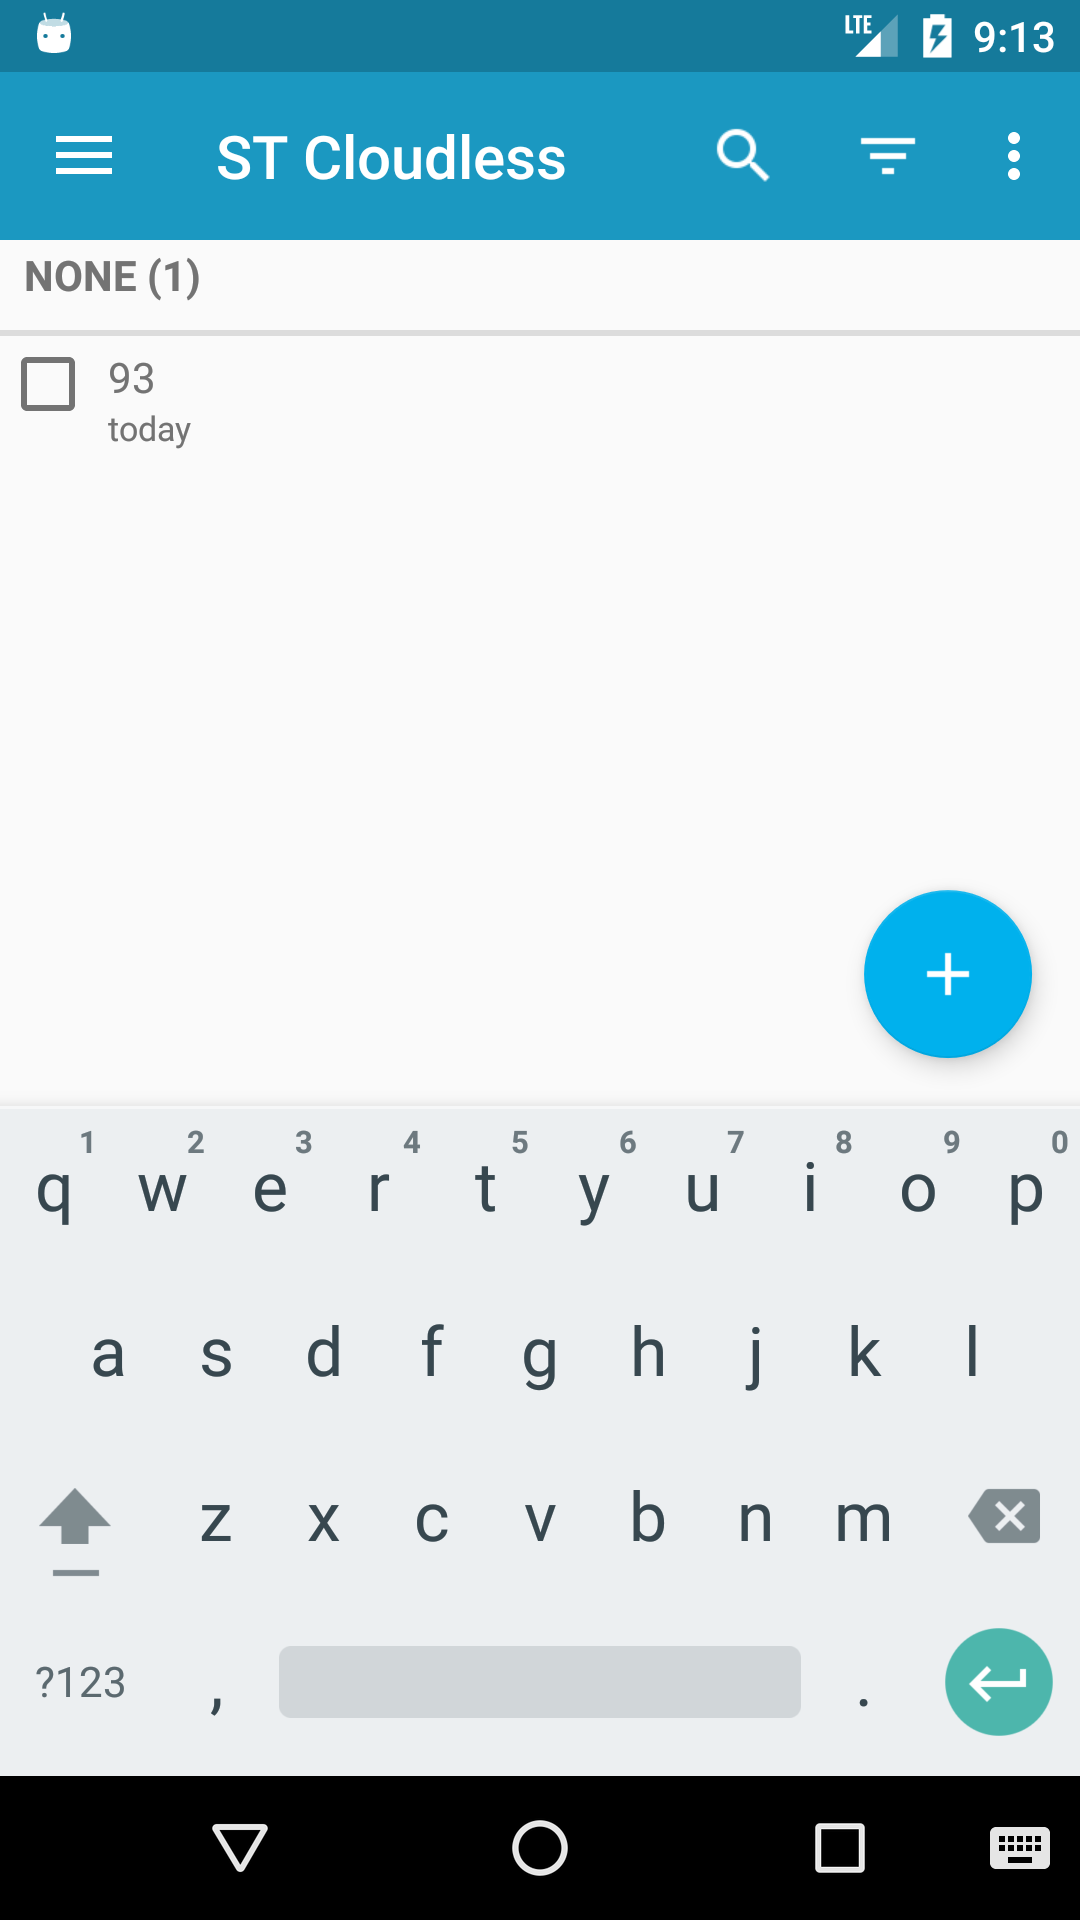 LTE 9:13
ST Cloudless
NONE (1)
93
today
1 2 3 4 5 6 7 8 9 0
q w e r t y u i o p
a s d f g h j k l
z x c v b n m
?123 , .